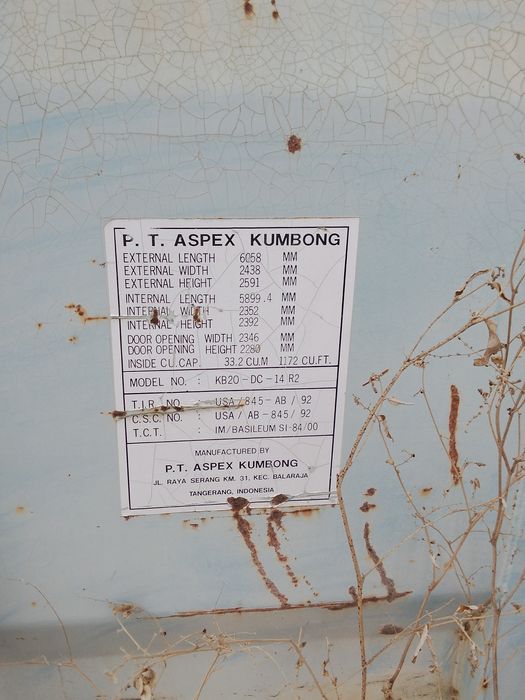 P. T. ASPEX KUMBONG
EXTERNAL LENGTH 6058 MM
EXTERNAL WIDTH 2438 MM
EXTERNAL HEIGHT 2591 MM
INTERNAL LENGTH 5899.4 MM
INTERNAL WIDTH 2352 MM
INTERNAL HEIGHT 2392 MM
DOOR OPENING WIDTH 2346 MM
DOOR OPENING HEIGHT 2280 MM
INSIDE CU.CAP. 33.2 CU.M 1172 CU.FT.
MODEL NO. : KB20-DC-14 R2
T.I.R. NO. : USA/845-AB/92
C.S.C. NO. : USA/AB-845/92
T.C.T. : IM/BASILEUM SI-84/00
MANUFACTURED BY
P.T. ASPEX KUMBONG
JL. RAYA SERANG KM. 31, KEC. BALARAJA
TANGERANG, INDONESIA